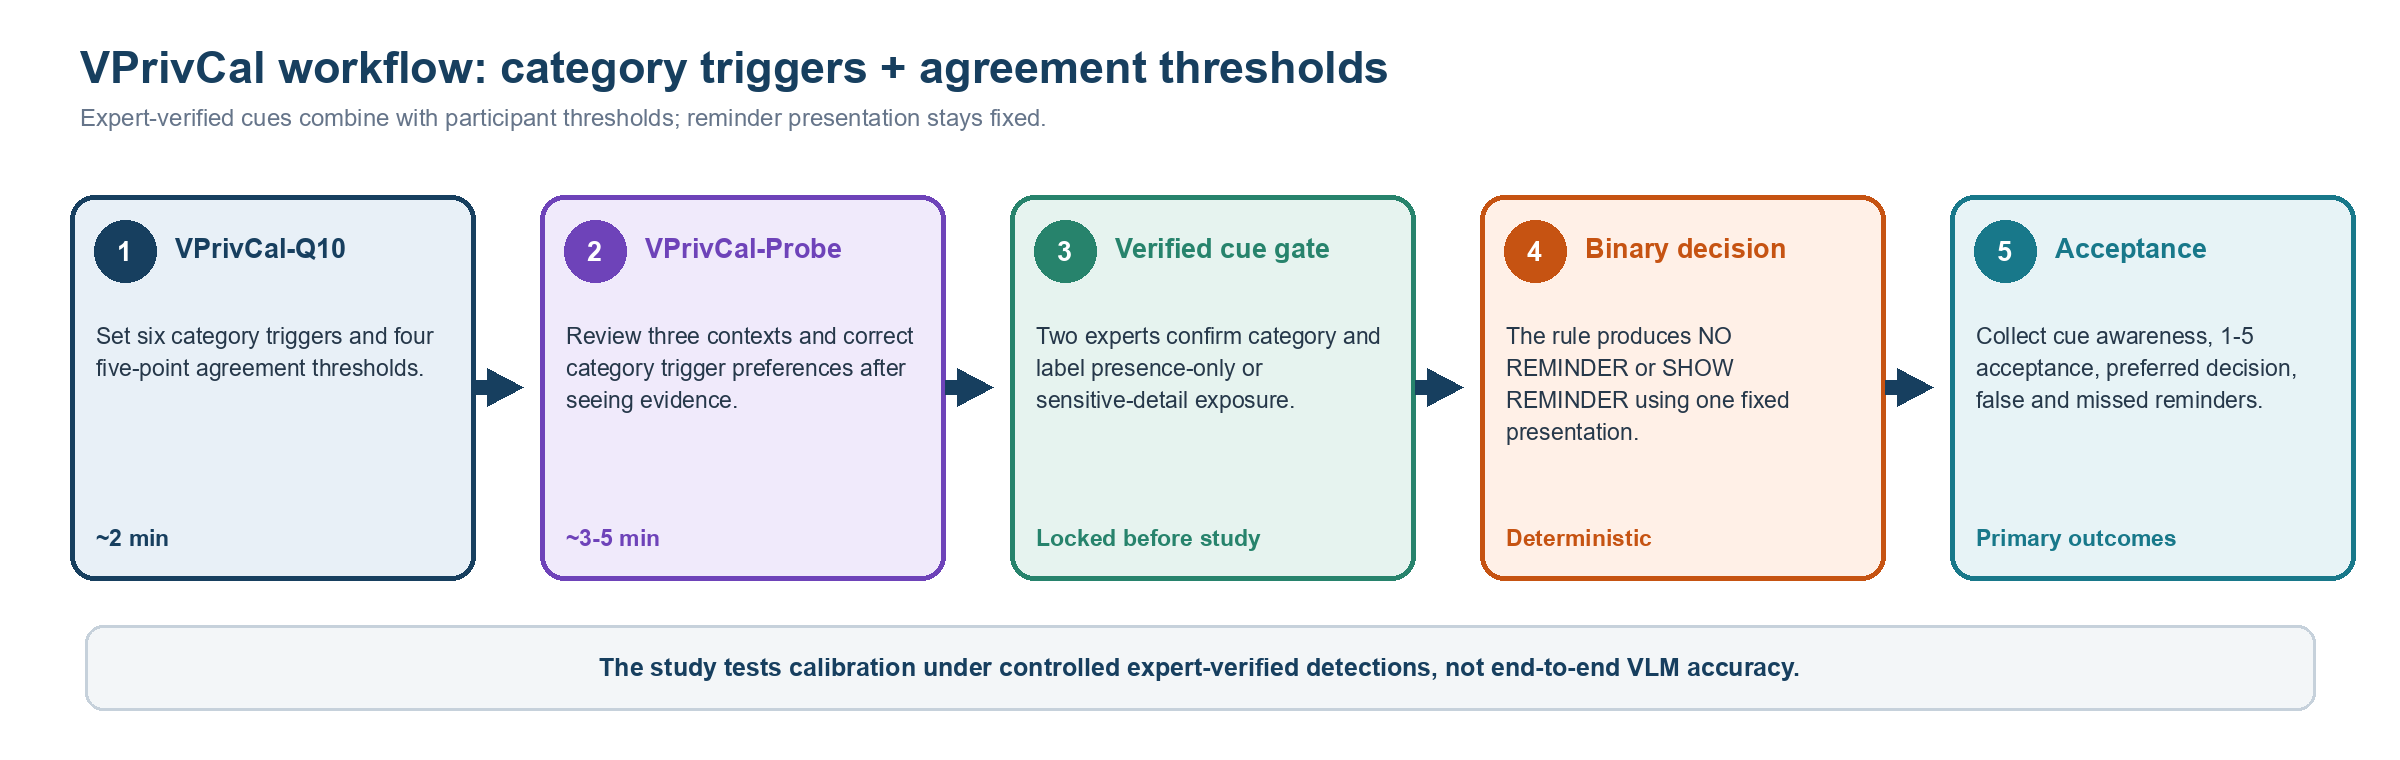 VPrivCal workflow: category triggers + agreement thresholds
Expert-verified cues combine with participant thresholds; reminder presentation stays fixed.
1 VPrivCal-Q10
Set six category triggers and four
five-point agreement thresholds.
~2 min
2 VPrivCal-Probe
Review three contexts and correct
category trigger preferences after
seeing evidence.
~3-5 min
3 Verified cue gate
Two experts confirm category and
label presence-only or
sensitive-detail exposure.
Locked before study
4 Binary decision
The rule produces NO
REMINDER or SHOW
REMINDER using one fixed
presentation.
Deterministic
5 Acceptance
Collect cue awareness, 1-5
acceptance, preferred decision,
false and missed reminders.
Primary outcomes
The study tests calibration under controlled expert-verified detections, not end-to-end VLM accuracy.